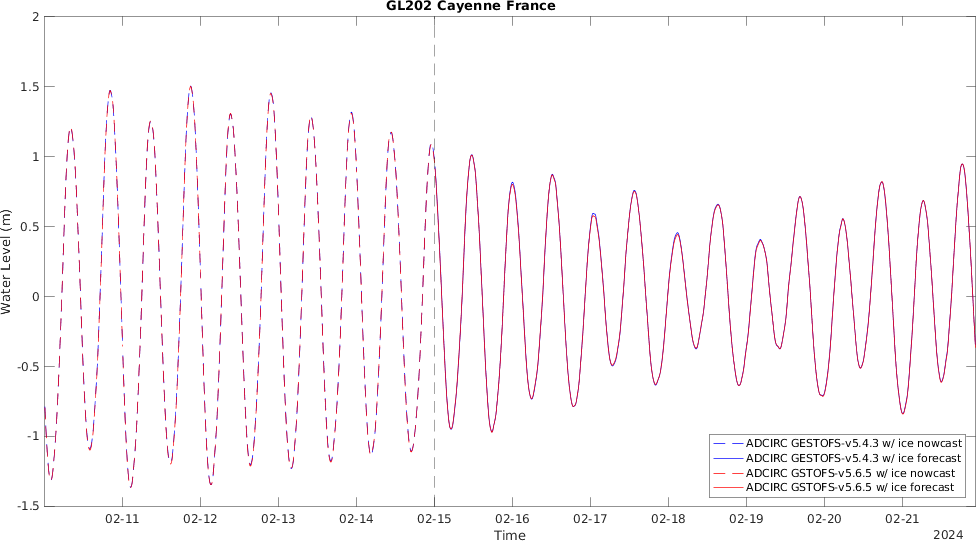 GL202 Cayenne France
2
1.5
1
0.5
0
-0.5
-1
-1.5
Water Level (m)
02-11 02-12 02-13 02-14 02-15 02-16 02-17 02-18 02-19 02-20 02-21
Time
2024
ADCIRC GESTOFS-v5.4.3 w/ ice nowcast
ADCIRC GESTOFS-v5.4.3 w/ ice forecast
ADCIRC GSTOFS-v5.6.5 w/ ice nowcast
ADCIRC GSTOFS-v5.6.5 w/ ice forecast